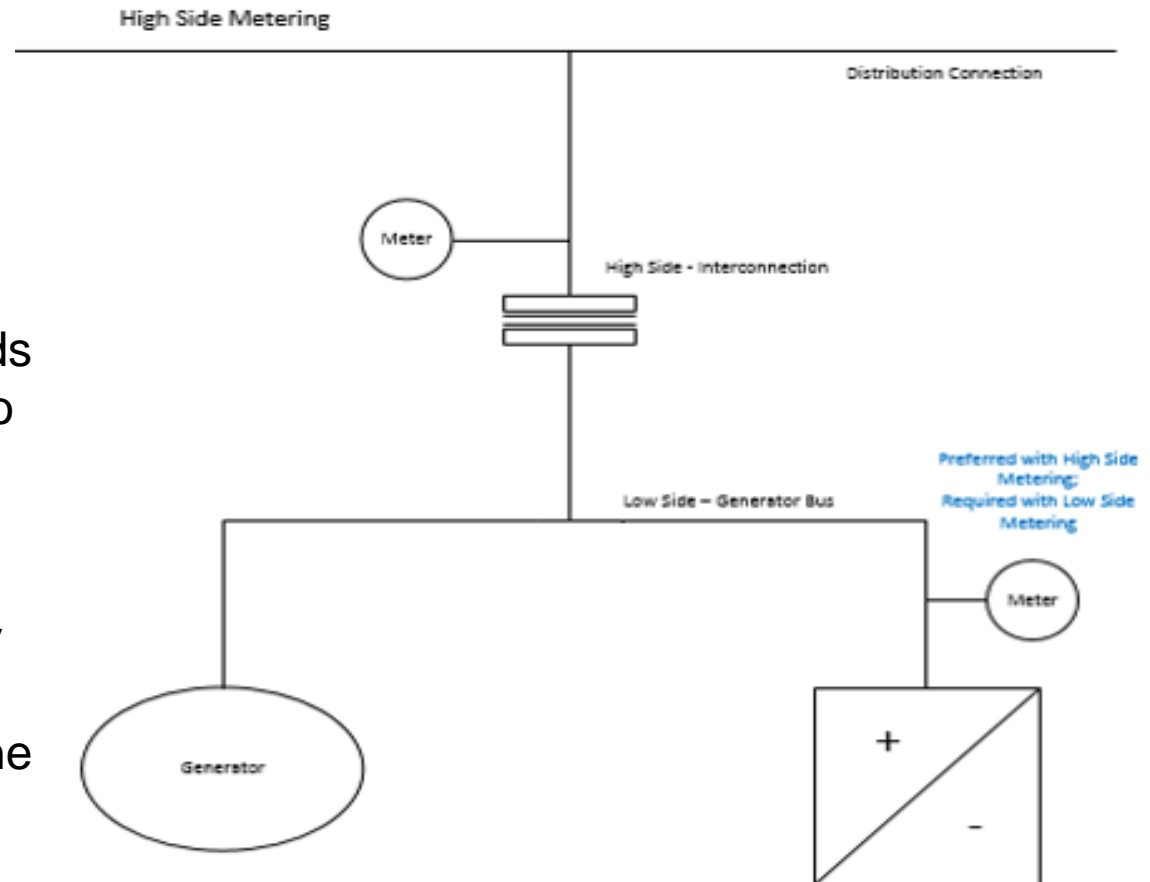 High Side Metering
Distribution Connection
Meter
High Side - Interconnection
ds
o
Preferred with High Side
Metering;
Required with Low Side
Metering
Low Side – Generator Bus
Meter
ne
Generator
+
-